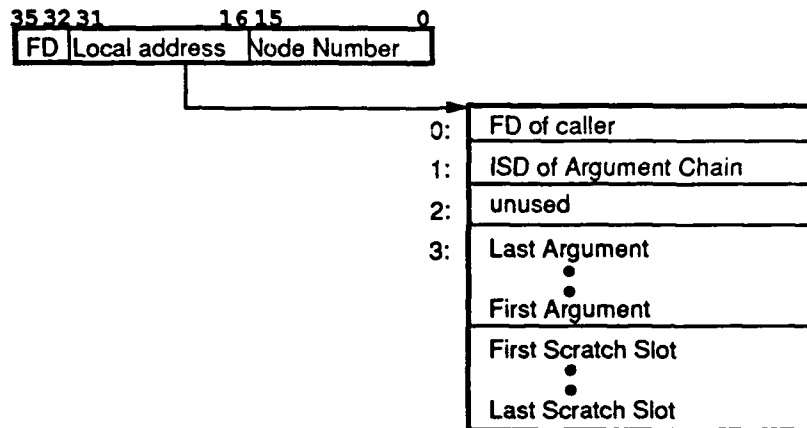 35 32 31 16 15 0
FD Local address Node Number
0: FD of caller
1: ISD of Argument Chain
2: unused
3: Last Argument
First Argument
First Scratch Slot
Last Scratch Slot